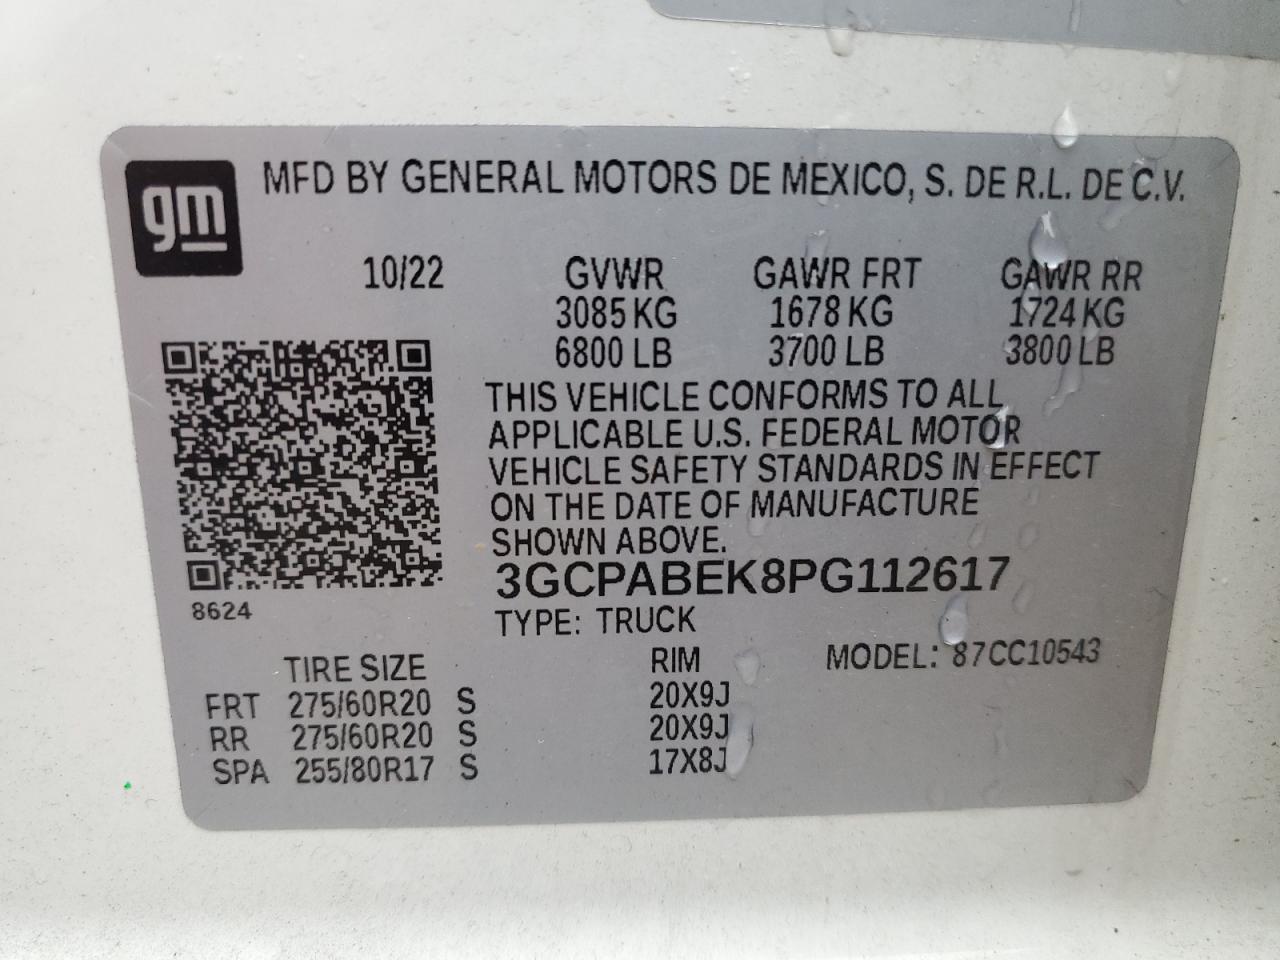 gm
MFD BY GENERAL MOTORS DE MEXICO, S. DE R.L. DE C.V.
10/22 GVWR GAWR FRT GAWR RR
3085 KG 1678 KG 1724 KG
6800 LB 3700 LB 3800 LB
THIS VEHICLE CONFORMS TO ALL
APPLICABLE U.S. FEDERAL MOTOR
VEHICLE SAFETY STANDARDS IN EFFECT
ON THE DATE OF MANUFACTURE
SHOWN ABOVE.
3GCPABEK8PG112617
8624
TYPE: TRUCK
TIRE SIZE RIM MODEL: 87CC10543
FRT 275/60R20 S 20X9J
RR 275/60R20 S 20X9J
SPA 255/80R17 S 17X8J